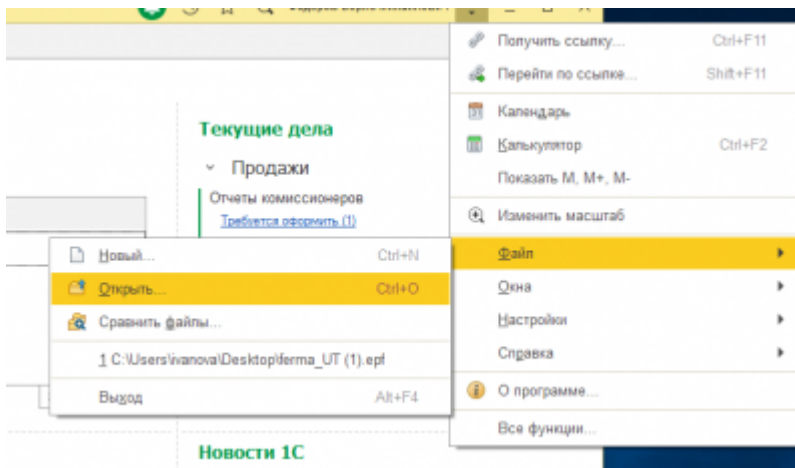 Получить ссылку... Ctrl+F11
Перейти по ссылке... Shift+F11
Календарь
Калькулятор Ctrl+F2
Показать M, M+, M-
Изменить масштаб
Файл
Окна
Настройки
Справка
О программе...
Все функции...
Текущие дела
Продажи
Отчеты комиссионеров
Требуется оформить (1)
Новый... Ctrl+N
Открыть... Ctrl+O
Сравнить файлы...
1 C:\Users\ivanova\Desktop\ferma_UT (1).epf
Выход Alt+F4
Новости 1С